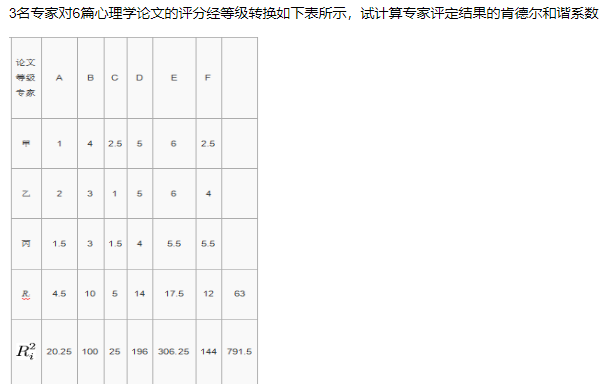 3名专家对6篇心理学论文的评分经等级转换如下表所示，试计算专家评定结果的肯德尔和谐系数
论文
等级
专家
A B C D E F
甲 1 4 2.5 5 6 2.5
乙 2 3 1 5 6 4
丙 1.5 3 1.5 4 5.5 5.5
R 4.5 10 5 14 17.5 12 63
R_i^2 20.25 100 25 196 306.25 144 791.5